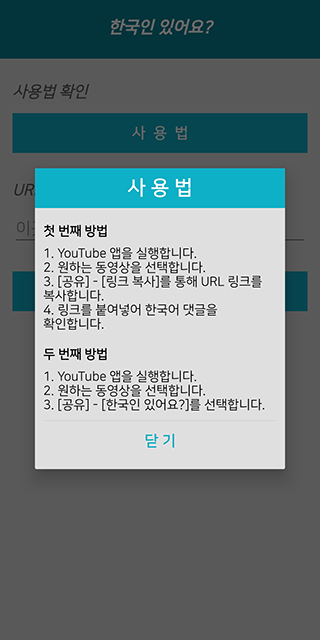 한국인 있어요?
사용법 확인
사 용 법
UR
사 용 법
첫 번째 방법
1. YouTube 앱을 실행합니다.
2. 원하는 동영상을 선택합니다.
3. [공유] - [링크 복사]를 통해 URL 링크를
복사합니다.
4. 링크를 붙여넣어 한국어 댓글을
확인합니다.
두 번째 방법
1. YouTube 앱을 실행합니다.
2. 원하는 동영상을 선택합니다.
3. [공유] - [한국인 있어요?]를 선택합니다.
닫 기